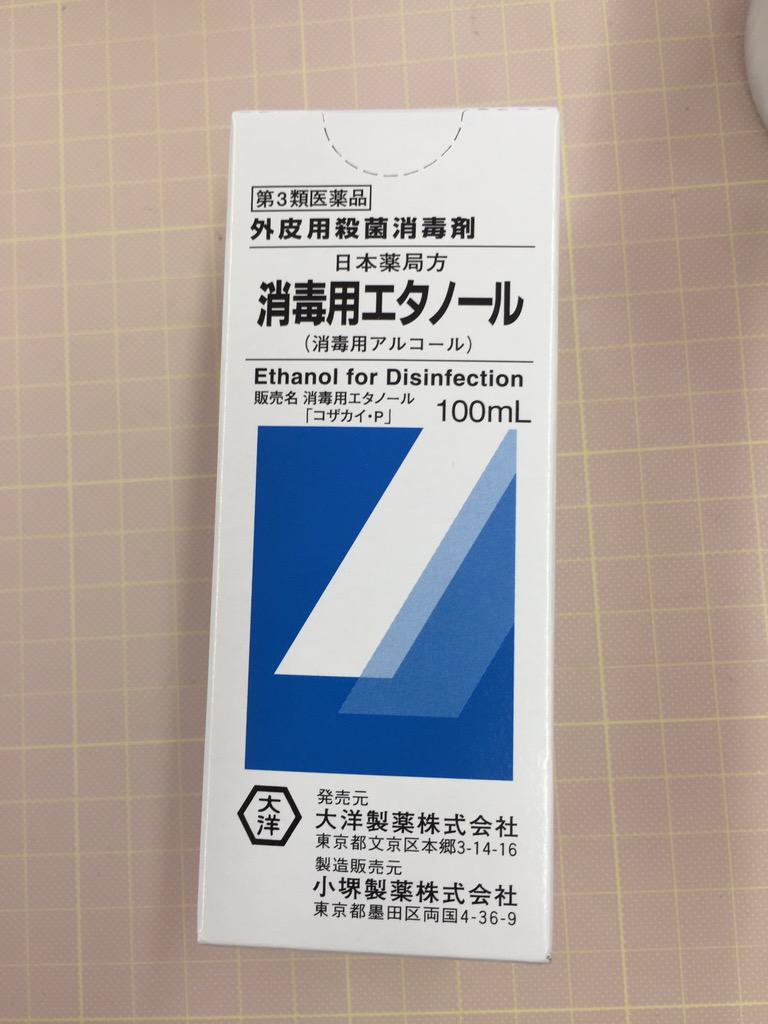 第3類医薬品
外皮用殺菌消毒剤
日本薬局方
消毒用エタノール
(消毒用アルコール)
Ethanol for Disinfection
販売名 消毒用エタノール
「コザカイ・P」
100mL
大洋
発売元
大洋製薬株式会社
東京都文京区本郷3-14-16
製造販売元
小堺製薬株式会社
東京都墨田区両国4-36-9